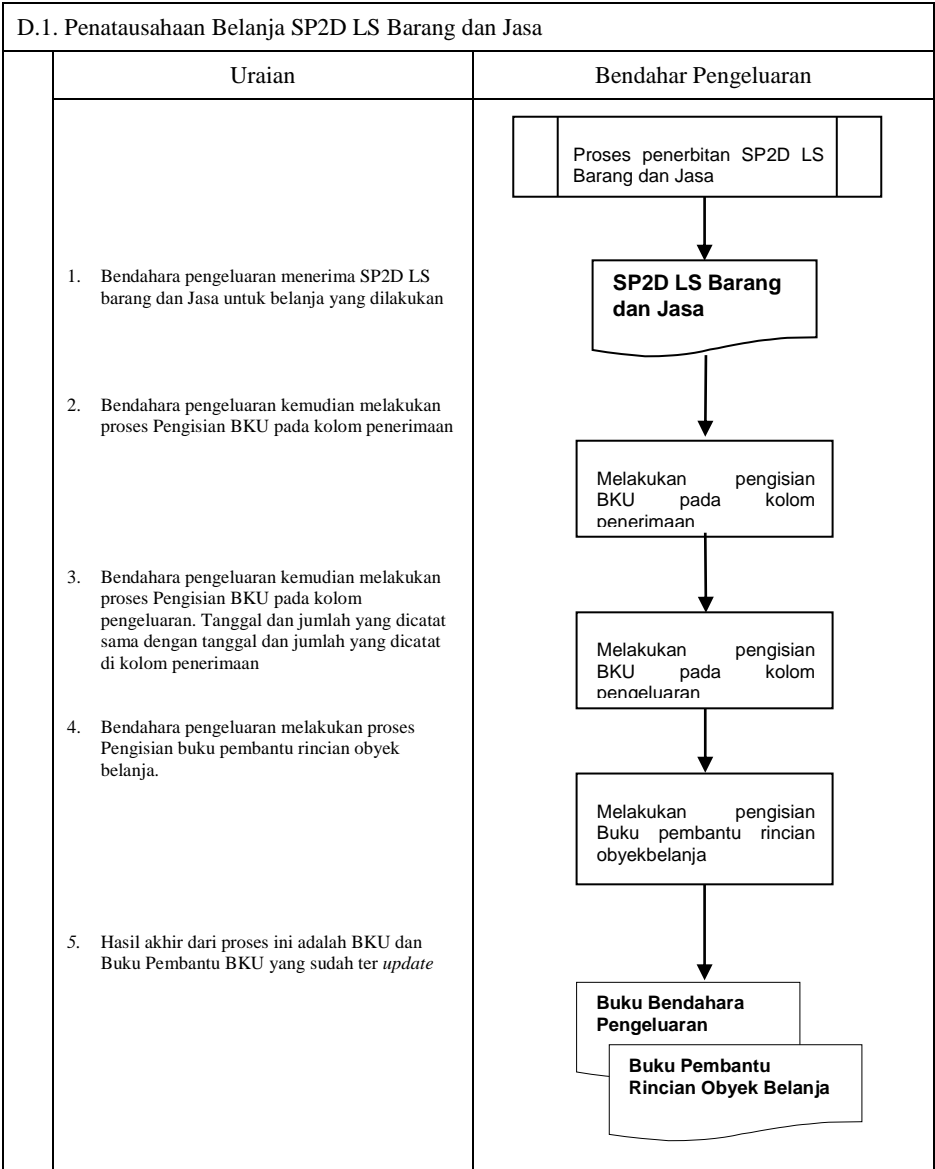 D.1. Penatausahaan Belanja SP2D LS Barang dan Jasa
Uraian
Bendahar Pengeluaran
Proses penerbitan SP2D LS
Barang dan Jasa
1. Bendahara pengeluaran menerima SP2D LS
barang dan Jasa untuk belanja yang dilakukan
SP2D LS Barang
dan Jasa
2. Bendahara pengeluaran kemudian melakukan
proses Pengisian BKU pada kolom penerimaan
Melakukan pengisian
BKU pada kolom
penerimaan
3. Bendahara pengeluaran kemudian melakukan
proses Pengisian BKU pada kolom
pengeluaran. Tanggal dan jumlah yang dicatat
sama dengan tanggal dan jumlah yang dicatat
di kolom penerimaan
Melakukan pengisian
BKU pada kolom
pengeluaran
4. Bendahara pengeluaran melakukan proses
Pengisian buku pembantu rincian obyek
belanja.
Melakukan pengisian
Buku pembantu rincian
obyekbelanja
5. Hasil akhir dari proses ini adalah BKU dan
Buku Pembantu BKU yang sudah ter update
Buku Bendahara
Pengeluaran
Buku Pembantu
Rincian Obyek Belanja